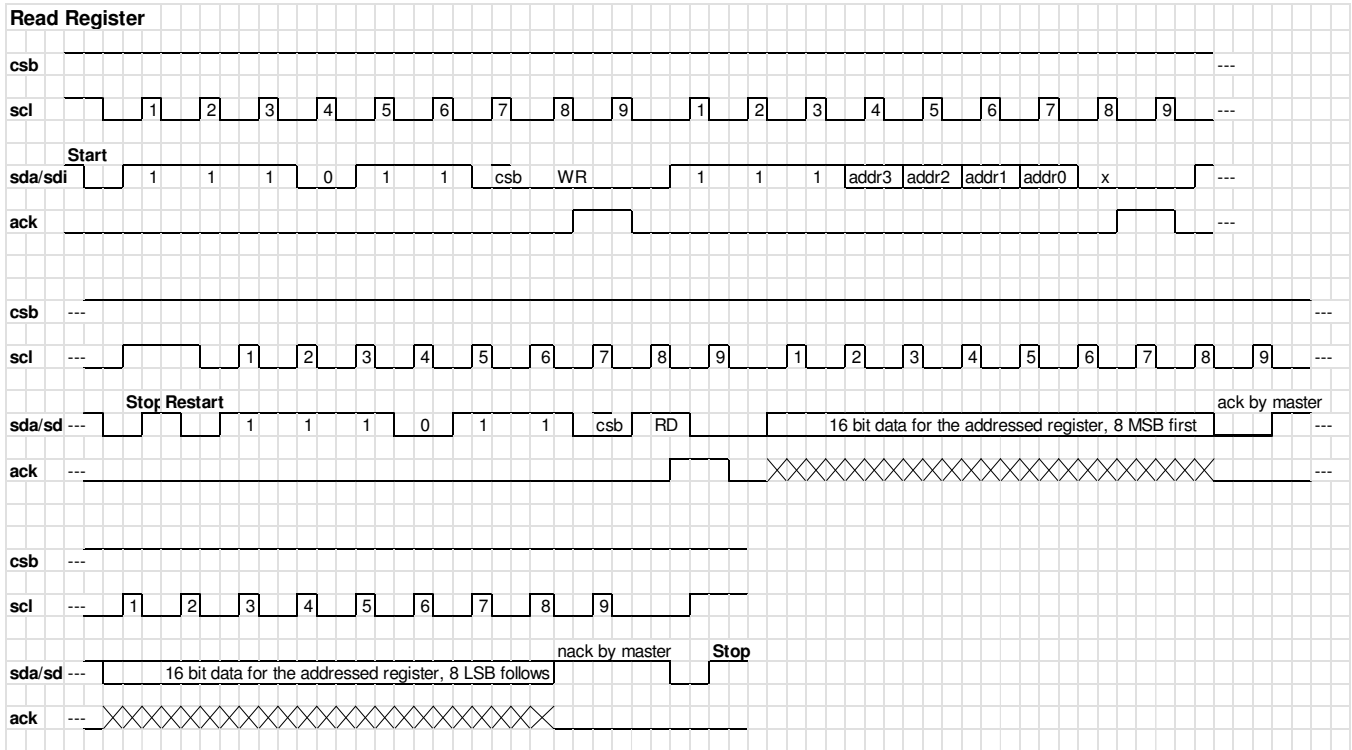 Read Register
csb ---
scl 1 2 3 4 5 6 7 8 9 1 2 3 4 5 6 7 8 9 ---
Start
sda/sdi 1 1 1 0 1 1 csb WR 1 1 1 addr3 addr2 addr1 addr0 x ---
ack ---
csb --- ---
scl --- 1 2 3 4 5 6 7 8 9 1 2 3 4 5 6 7 8 9 ---
Stop Restart ack by master
sda/sd --- 1 1 1 0 1 1 csb RD 16 bit data for the addressed register, 8 MSB first ---
ack --- ---
csb ---
scl --- 1 2 3 4 5 6 7 8 9
nack by master Stop
sda/sd --- 16 bit data for the addressed register, 8 LSB follows
ack ---